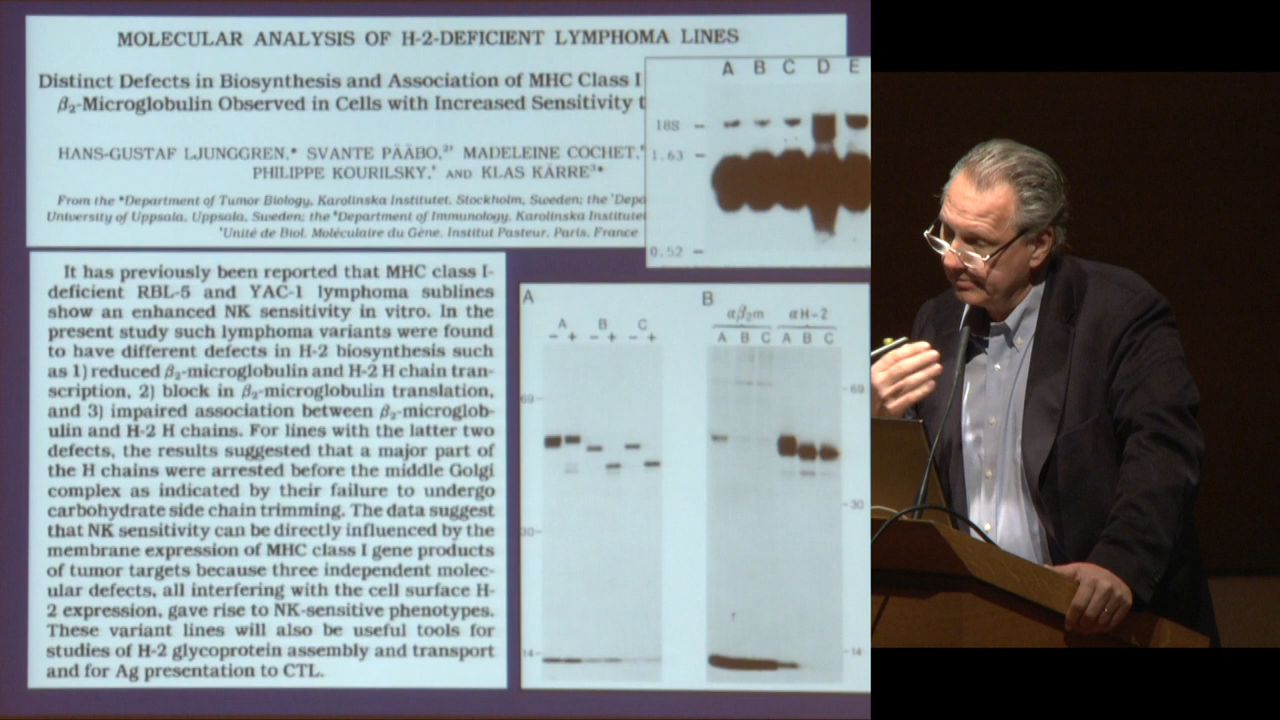 MOLECULAR ANALYSIS OF H-2-DEFICIENT LYMPHOMA LINES
Distinct Defects in Biosynthesis and Association of MHC Class I
β₂-Microglobulin Observed in Cells with Increased Sensitivity t
HANS-GUSTAF LJUNGGREN,* SVANTE PÄÄBO, MADELEINE COCHET,
PHILIPPE KOURILSKY, AND KLAS KÄRRE
From the *Department of Tumor Biology, Karolinska Institutet, Stockholm, Sweden; the
University of Uppsala, Uppsala, Sweden; the Department of Immunology, Karolinska
Unité de Biol. Moléculaire du Gène, Institut Pasteur, Paris, France
A B C D E
18S
1.63
0.52
It has previously been reported that MHC class I-
deficient RBL-5 and YAC-1 lymphoma sublines
show an enhanced NK sensitivity in vitro. In the
present study such lymphoma variants were found
to have different defects in H-2 biosynthesis such
as 1) reduced β₂-microglobulin and H-2 H chain tran-
scription, 2) block in β₂-microglobulin translation,
and 3) impaired association between β₂-microglob-
ulin and H-2 H chains. For lines with the latter two
defects, the results suggested that a major part of
the H chains were arrested before the middle Golgi
complex as indicated by their failure to undergo
carbohydrate side chain trimming. The data suggest
that NK sensitivity can be directly influenced by the
membrane expression of MHC class I gene products
of tumor targets because three independent molec-
ular defects, all interfering with the cell surface H-
2 expression, gave rise to NK-sensitive phenotypes.
These variant lines will also be useful tools for
studies of H-2 glycoprotein assembly and transport
and for Ag presentation to CTL.
A
A B C
− + − + − +
69
30
14
B
αβ₂m αH-2
A B C A B C
69
30
14